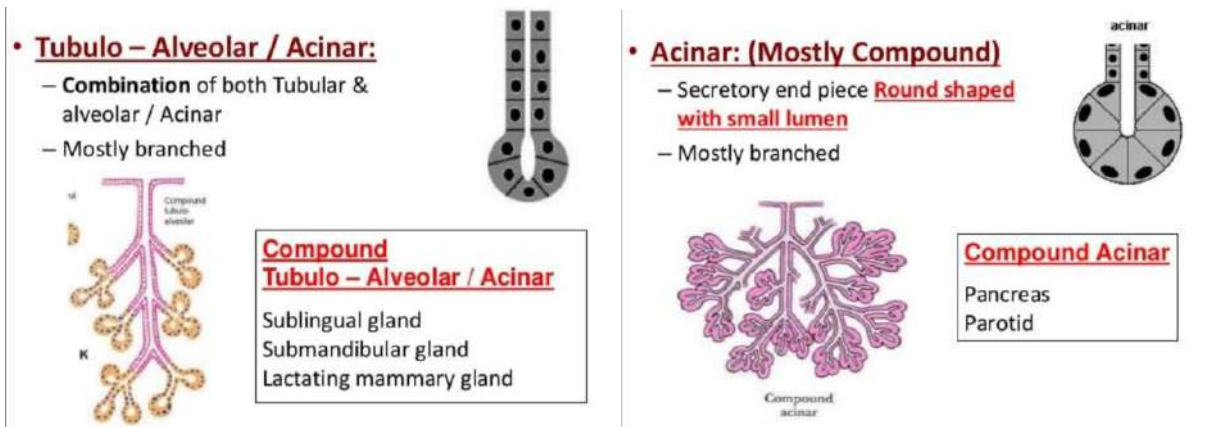 • Tubulo – Alveolar / Acinar:
– Combination of both Tubular &
alveolar / Acinar
– Mostly branched
Compound
tubulo-
alveolar
K
Compound
Tubulo – Alveolar / Acinar
Sublingual gland
Submandibular gland
Lactating mammary gland
• Acinar: (Mostly Compound)
– Secretory end piece Round shaped
with small lumen
– Mostly branched
acinar
Compound
acinar
Compound Acinar
Pancreas
Parotid